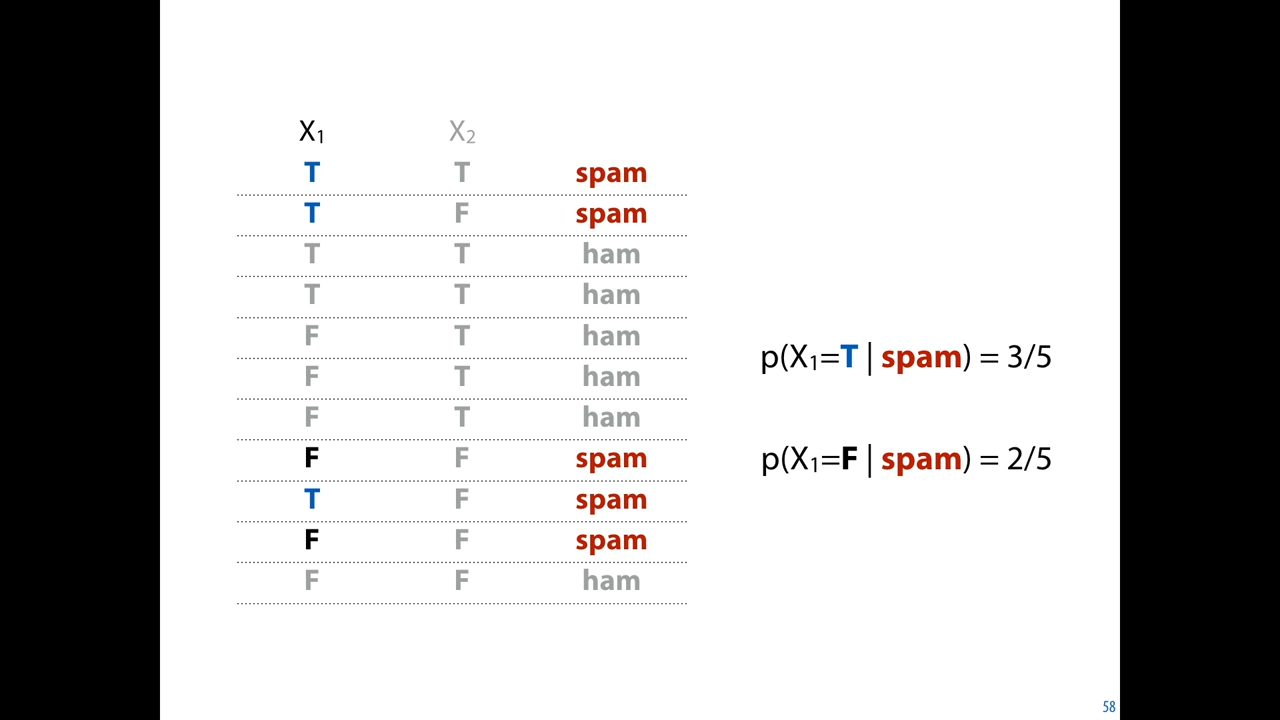 X₁ X₂
T T spam
T F spam
T T ham
T T ham
F T ham
F T ham
F T ham
F F spam
T F spam
F F spam
F F ham
p(X₁=T | spam) = 3/5
p(X₁=F | spam) = 2/5
58